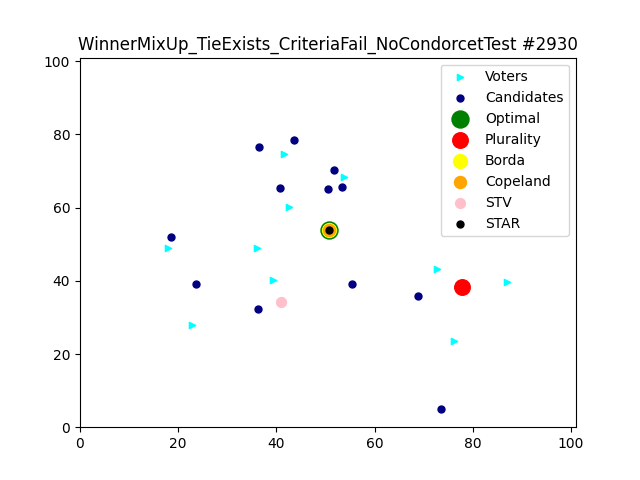 WinnerMixUp_TieExists_CriteriaFail_NoCondorcetTest #2930
100
80
60
40
20
0
0 20 40 60 80 100
Voters
Candidates
Optimal
Plurality
Borda
Copeland
STV
STAR